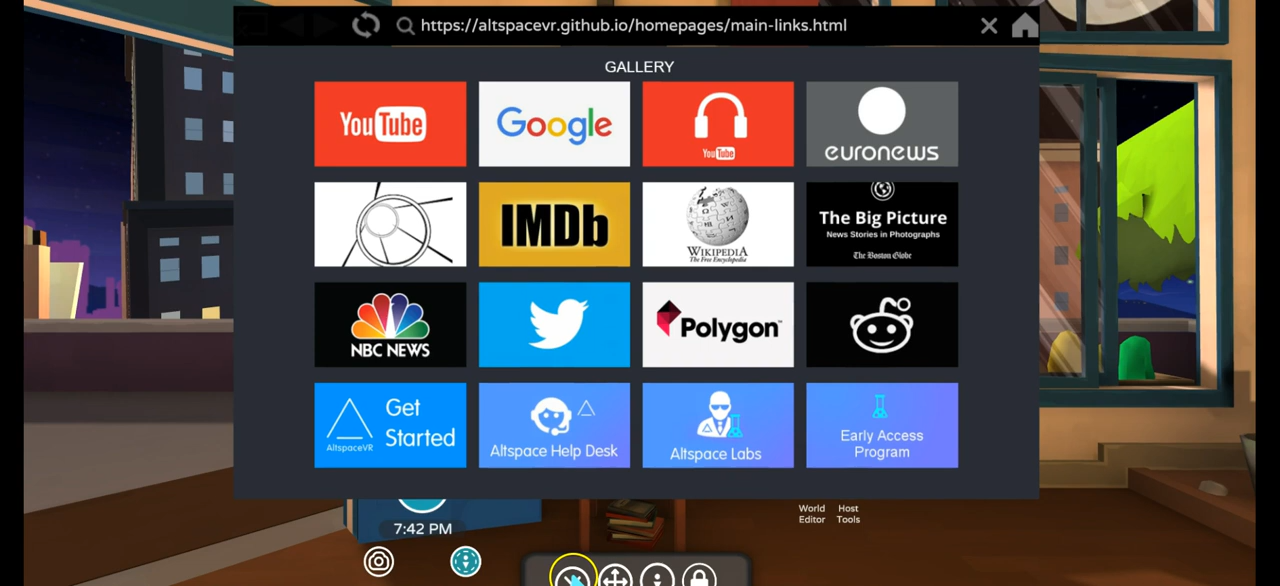 https://altspacevr.github.io/homepages/main-links.html
GALLERY
YouTube
Google
YouTube
euronews
IMDb
WIKIPEDIA
The Free Encyclopedia
The Big Picture
News Stories in Photographs
The Boston Globe
NBC NEWS
Polygon
Get
Started
AltspaceVR
Altspace Help Desk
Altspace Labs
Early Access
Program
7:42 PM
World
Editor
Host
Tools